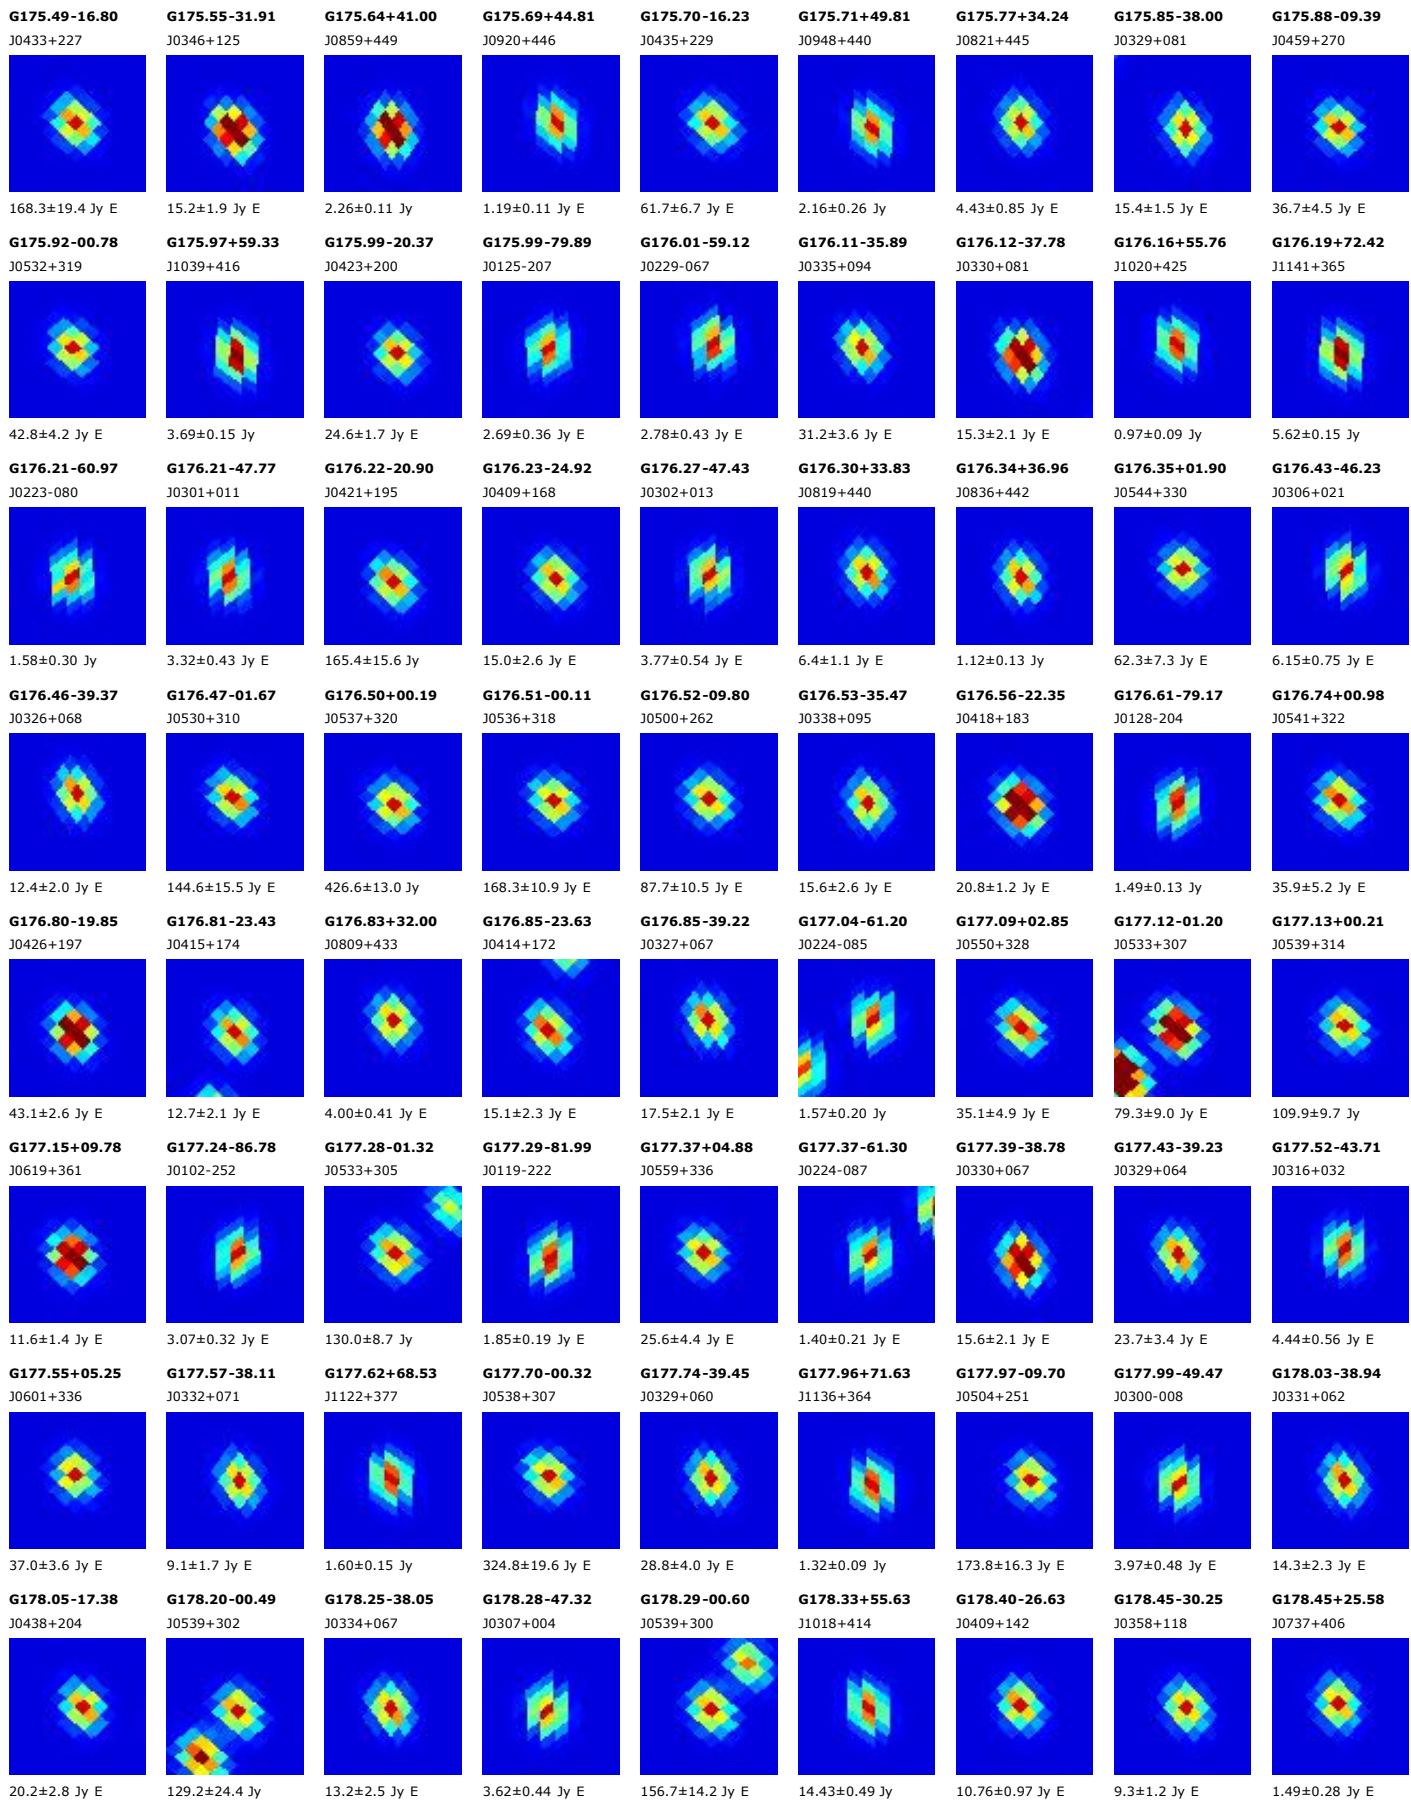 G175.49-16.80 G175.55-31.91 G175.64+41.00 G175.69+44.81 G175.70-16.23 G175.71+49.81 G175.77+34.24 G175.85-38.00 G175.88-09.39
J0433+227 J0346+125 J0859+449 J0920+446 J0435+229 J0948+440 J0821+445 J0329+081 J0459+270
168.3±19.4 Jy E 15.2±1.9 Jy E 2.26±0.11 Jy 1.19±0.11 Jy E 61.7±6.7 Jy E 2.16±0.26 Jy 4.43±0.85 Jy E 15.4±1.5 Jy E 36.7±4.5 Jy E
G175.92-00.78 G175.97+59.33 G175.99-20.37 G175.99-79.89 G176.01-59.12 G176.11-35.89 G176.12-37.78 G176.16+55.76 G176.19+72.42
J0532+319 J1039+416 J0423+200 J0125-207 J0229-067 J0335+094 J0330+081 J1020+425 J1141+365
42.8±4.2 Jy E 3.69±0.15 Jy 24.6±1.7 Jy E 2.69±0.36 Jy E 2.78±0.43 Jy E 31.2±3.6 Jy E 15.3±2.1 Jy E 0.97±0.09 Jy 5.62±0.15 Jy
G176.21-60.97 G176.21-47.77 G176.22-20.90 G176.23-24.92 G176.27-47.43 G176.30+33.83 G176.34+36.96 G176.35+01.90 G176.43-46.23
J0223-080 J0301+011 J0421+195 J0409+168 J0302+013 J0819+440 J0836+442 J0544+330 J0306+021
1.58±0.30 Jy 3.32±0.43 Jy E 165.4±15.6 Jy 15.0±2.6 Jy E 3.77±0.54 Jy E 6.4±1.1 Jy E 1.12±0.13 Jy 62.3±7.3 Jy E 6.15±0.75 Jy E
G176.46-39.37 G176.47-01.67 G176.50+00.19 G176.51-00.11 G176.52-09.80 G176.53-35.47 G176.56-22.35 G176.61-79.17 G176.74+00.98
J0326+068 J0530+310 J0537+320 J0536+318 J0500+262 J0338+095 J0418+183 J0128-204 J0541+322
12.4±2.0 Jy E 144.6±15.5 Jy E 426.6±13.0 Jy 168.3±10.9 Jy E 87.7±10.5 Jy E 15.6±2.6 Jy E 20.8±1.2 Jy E 1.49±0.13 Jy 35.9±5.2 Jy E
G176.80-19.85 G176.81-23.43 G176.83+32.00 G176.85-23.63 G176.85-39.22 G177.04-61.20 G177.09+02.85 G177.12-01.20 G177.13+00.21
J0426+197 J0415+174 J0809+433 J0414+172 J0327+067 J0224-085 J0550+328 J0533+307 J0539+314
43.1±2.6 Jy E 12.7±2.1 Jy E 4.00±0.41 Jy E 15.1±2.3 Jy E 17.5±2.1 Jy E 1.57±0.20 Jy 35.1±4.9 Jy E 79.3±9.0 Jy E 109.9±9.7 Jy
G177.15+09.78 G177.24-86.78 G177.28-01.32 G177.29-81.99 G177.37+04.88 G177.37-61.30 G177.39-38.78 G177.43-39.23 G177.52-43.71
J0619+361 J0102-252 J0533+305 J0119-222 J0559+336 J0224-087 J0330+067 J0329+064 J0316+032
11.6±1.4 Jy E 3.07±0.32 Jy E 130.0±8.7 Jy 1.85±0.19 Jy E 25.6±4.4 Jy E 1.40±0.21 Jy E 15.6±2.1 Jy E 23.7±3.4 Jy E 4.44±0.56 Jy E
G177.55+05.25 G177.57-38.11 G177.62+68.53 G177.70-00.32 G177.74-39.45 G177.96+71.63 G177.97-09.70 G177.99-49.47 G178.03-38.94
J0601+336 J0332+071 J1122+377 J0538+307 J0329+060 J1136+364 J0504+251 J0300-008 J0331+062
37.0±3.6 Jy E 9.1±1.7 Jy E 1.60±0.15 Jy 324.8±19.6 Jy E 28.8±4.0 Jy E 1.32±0.09 Jy 173.8±16.3 Jy E 3.97±0.48 Jy E 14.3±2.3 Jy E
G178.05-17.38 G178.20-00.49 G178.25-38.05 G178.28-47.32 G178.29-00.60 G178.33+55.63 G178.40-26.63 G178.45-30.25 G178.45+25.58
J0438+204 J0539+302 J0334+067 J0307+004 J0539+300 J1018+414 J0409+142 J0358+118 J0737+406
20.2±2.8 Jy E 129.2±24.4 Jy 13.2±2.5 Jy E 3.62±0.44 Jy E 156.7±14.2 Jy E 14.43±0.49 Jy 10.76±0.97 Jy E 9.3±1.2 Jy E 1.49±0.28 Jy E